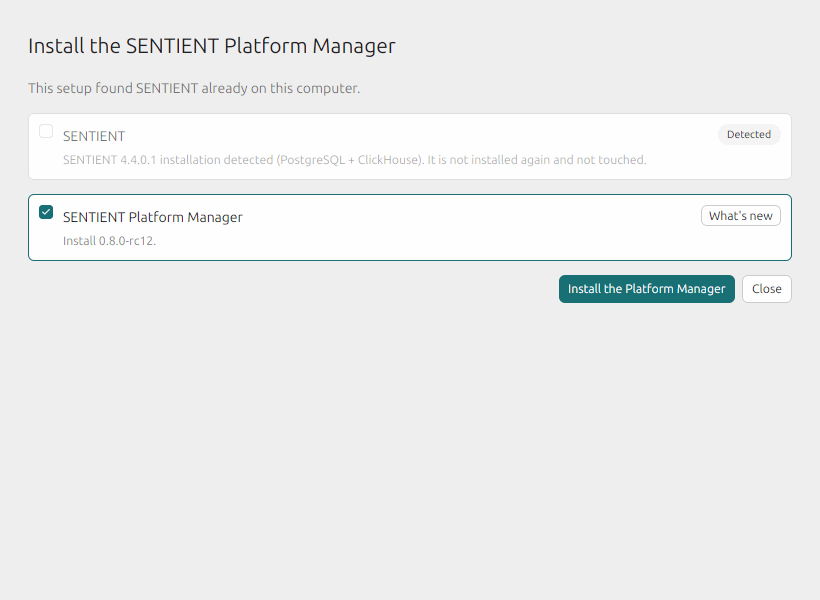 Install the SENTIENT Platform Manager
This setup found SENTIENT already on this computer.
SENTIENT
Detected
SENTIENT 4.4.0.1 installation detected (PostgreSQL + ClickHouse). It is not installed again and not touched.
SENTIENT Platform Manager
What's new
Install 0.8.0-rc12.
Install the Platform Manager
Close